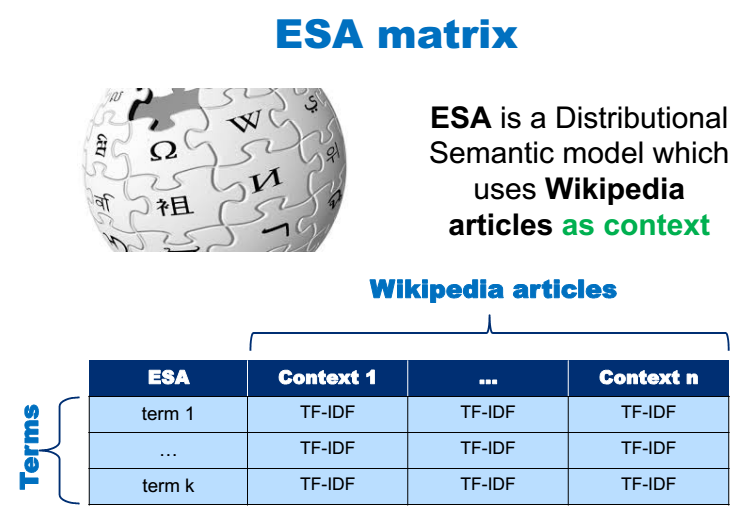 ESA matrix
Ω
W
И
祖
ESA is a Distributional
Semantic model which
uses Wikipedia
articles as context
Wikipedia articles
Terms
ESA Context 1 ... Context n
term 1 TF-IDF TF-IDF TF-IDF
… TF-IDF TF-IDF TF-IDF
term k TF-IDF TF-IDF TF-IDF